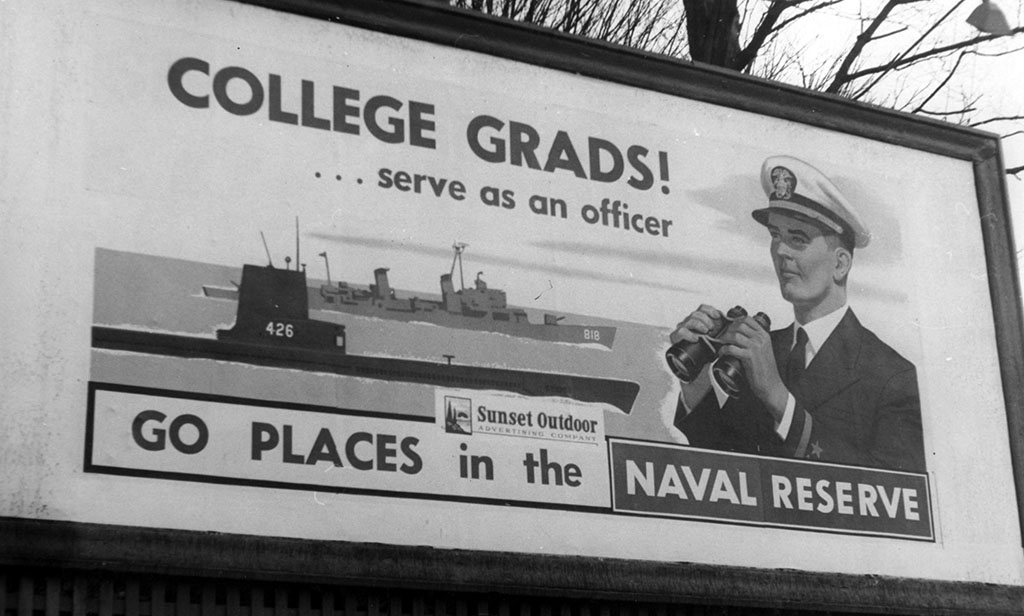 COLLEGE GRADS!
... serve as an officer
426
818
Sunset Outdoor
ADVERTISING COMPANY
GO PLACES in the NAVAL RESERVE